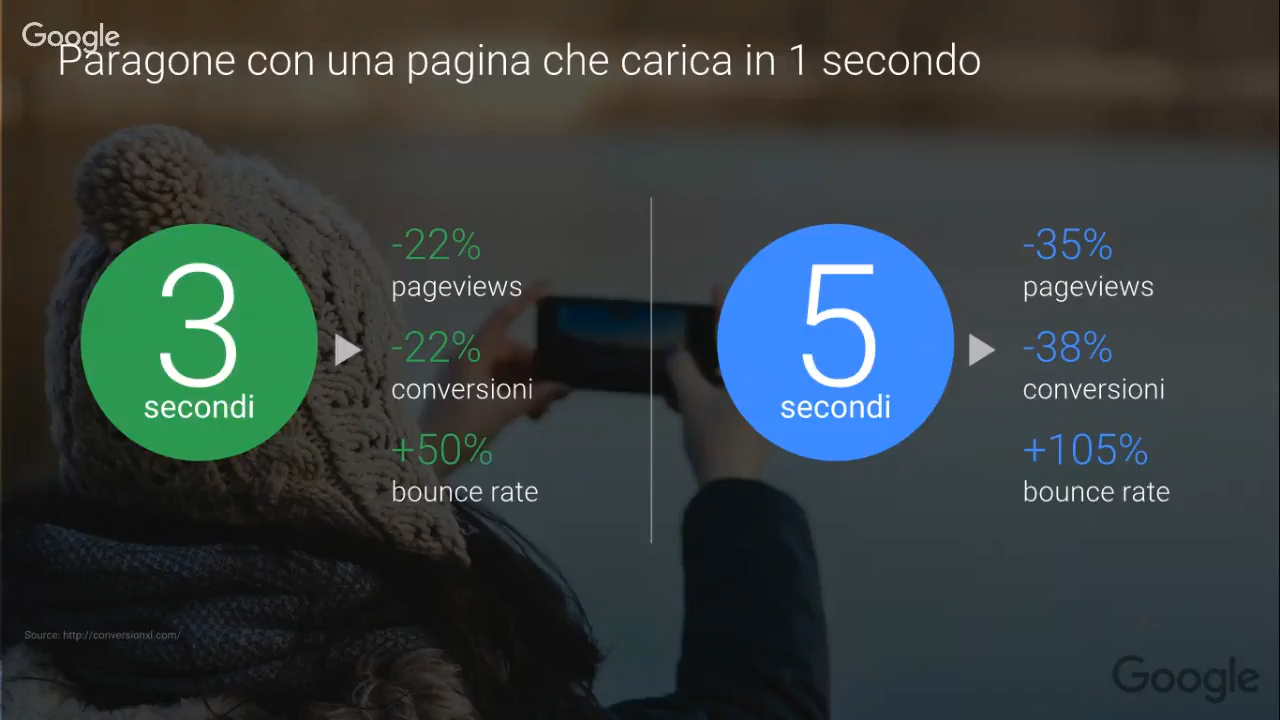 Google
Paragone con una pagina che carica in 1 secondo
3
secondi
-22%
pageviews
-22%
conversioni
+50%
bounce rate
5
secondi
-35%
pageviews
-38%
conversioni
+105%
bounce rate
Source: http://conversionxl.com/
Google